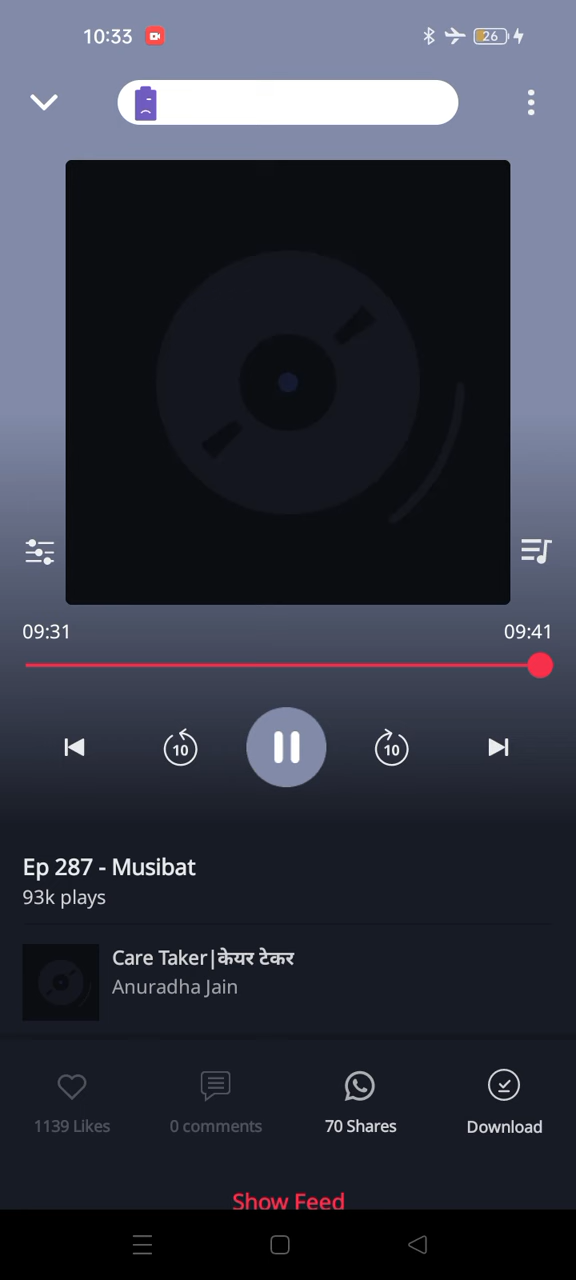 10:33
26
09:31
09:41
10
10
Ep 287 - Musibat
93k plays
Care Taker|केयर टेकर
Anuradha Jain
1139 Likes
0 comments
70 Shares
Download
Show Feed